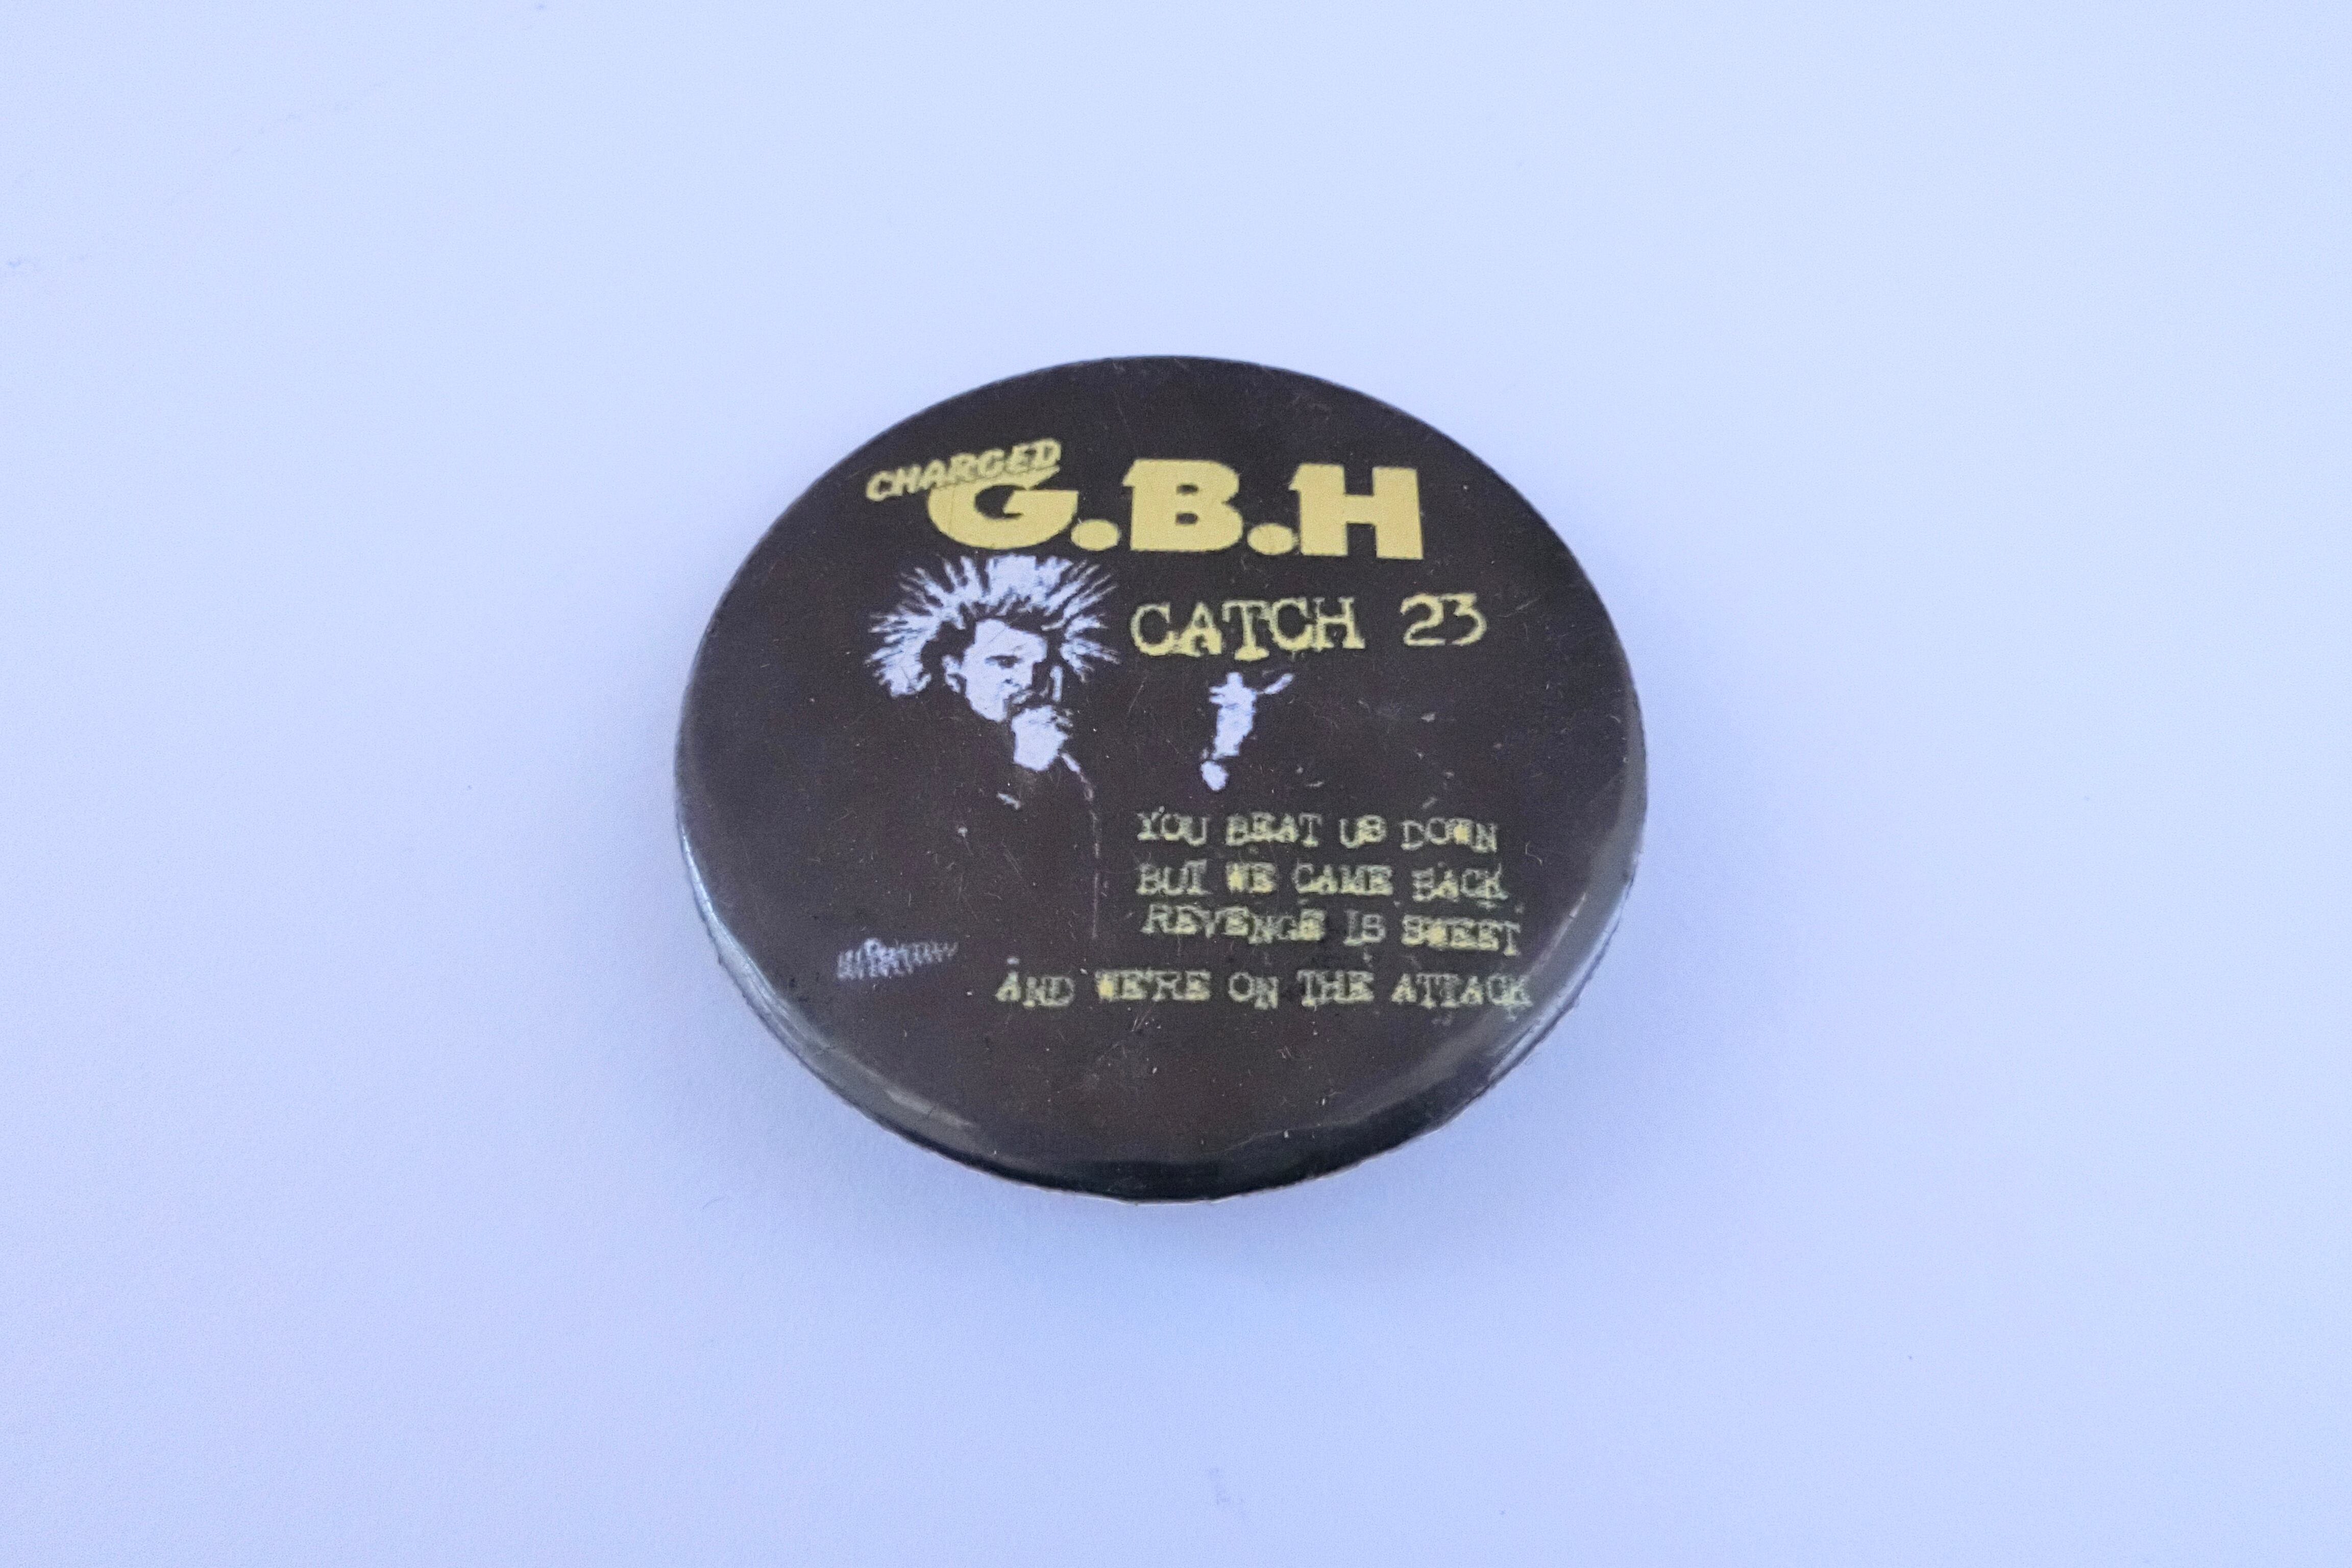 CHARGED
G.B.H
CATCH 23
YOU BEAT US DOWN
BUT WE CAME BACK
REVENGE IS SWEET
AND WE'RE ON THE ATTACK